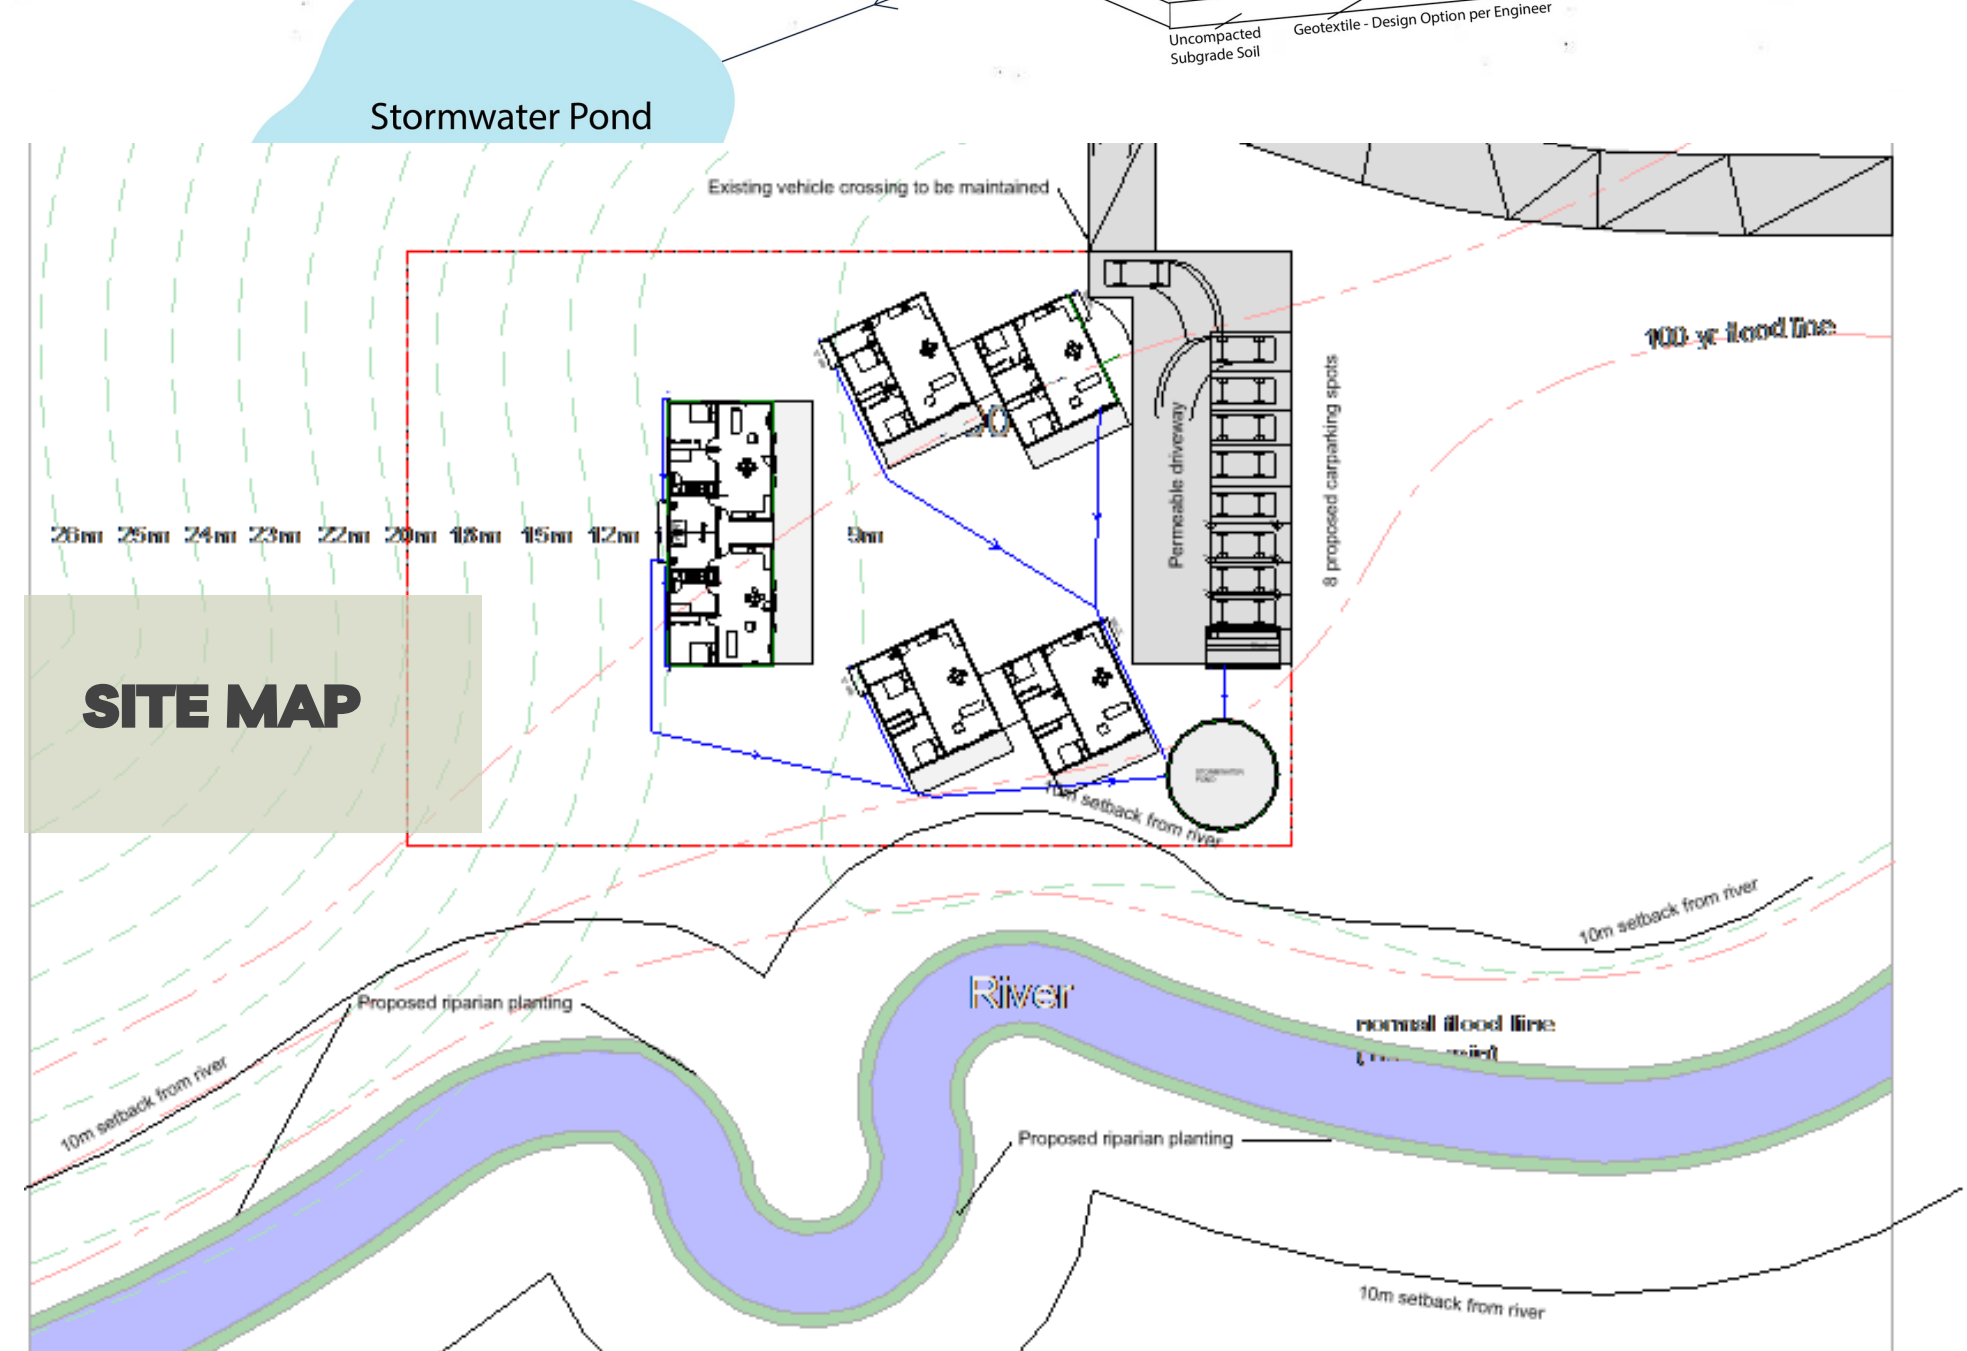 Uncompacted
Subgrade Soil
Geotextile - Design Option per Engineer
Stormwater Pond
Existing vehicle crossing to be maintained
100 yr flood line
8 proposed carparking spots
Permeable driveway
26m 25m 24m 23m 22m 20m 18m 15m 12m 9m
SITE MAP
STORMWATER
POND
10m setback from river
10m setback from river
Proposed riparian planting
River
normal flood line
10m setback from river
Proposed riparian planting
10m setback from river